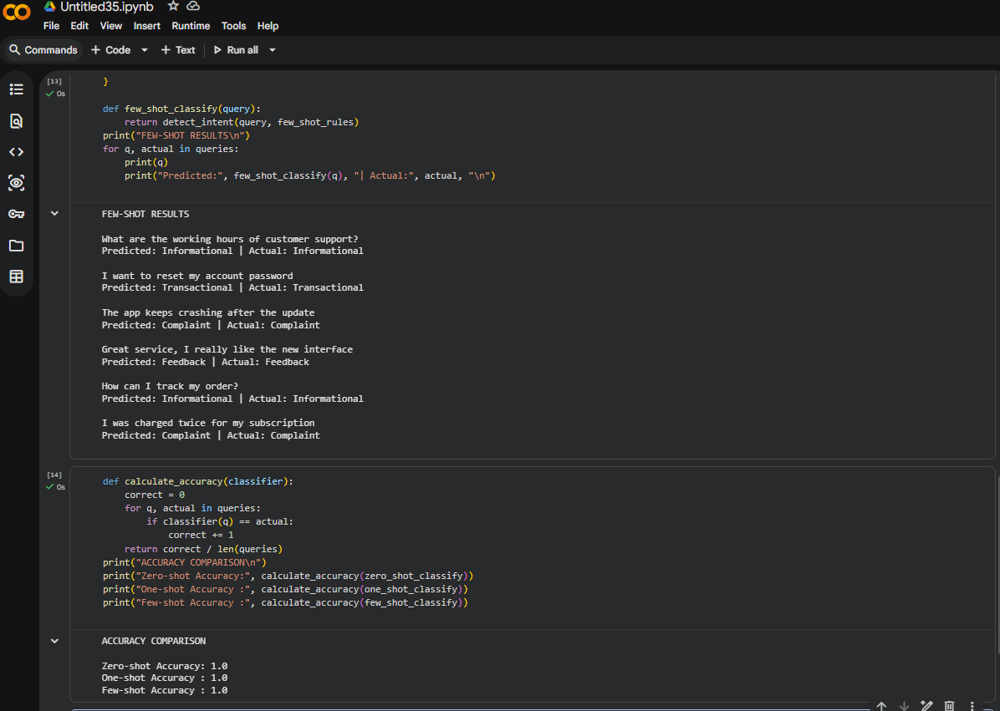 Untitled35.ipynb
File Edit View Insert Runtime Tools Help
Commands + Code + Text Run all
[13]
0s
}
def few_shot_classify(query):
    return detect_intent(query, few_shot_rules)
print("FEW-SHOT RESULTS\n")
for q, actual in queries:
    print(q)
    print("Predicted:", few_shot_classify(q), "| Actual:", actual, "\n")
FEW-SHOT RESULTS
What are the working hours of customer support?
Predicted: Informational | Actual: Informational
I want to reset my account password
Predicted: Transactional | Actual: Transactional
The app keeps crashing after the update
Predicted: Complaint | Actual: Complaint
Great service, I really like the new interface
Predicted: Feedback | Actual: Feedback
How can I track my order?
Predicted: Informational | Actual: Informational
I was charged twice for my subscription
Predicted: Complaint | Actual: Complaint
[14]
0s
def calculate_accuracy(classifier):
    correct = 0
    for q, actual in queries:
        if classifier(q) == actual:
            correct += 1
    return correct / len(queries)
print("ACCURACY COMPARISON\n")
print("Zero-shot Accuracy:", calculate_accuracy(zero_shot_classify))
print("One-shot Accuracy :", calculate_accuracy(one_shot_classify))
print("Few-shot Accuracy :", calculate_accuracy(few_shot_classify))
ACCURACY COMPARISON
Zero-shot Accuracy: 1.0
One-shot Accuracy : 1.0
Few-shot Accuracy : 1.0